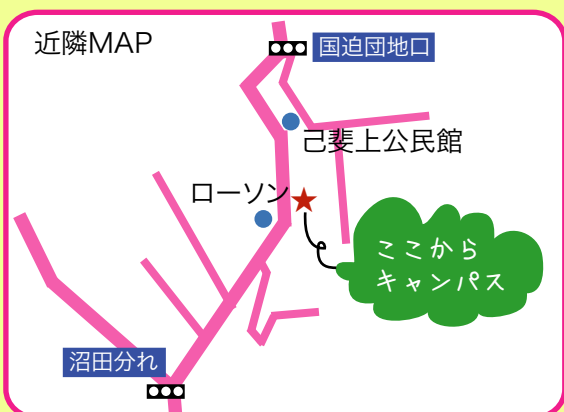 近隣MAP
国迫団地口
己斐上公民館
ローソン
ここから
キャンパス
沼田分れ